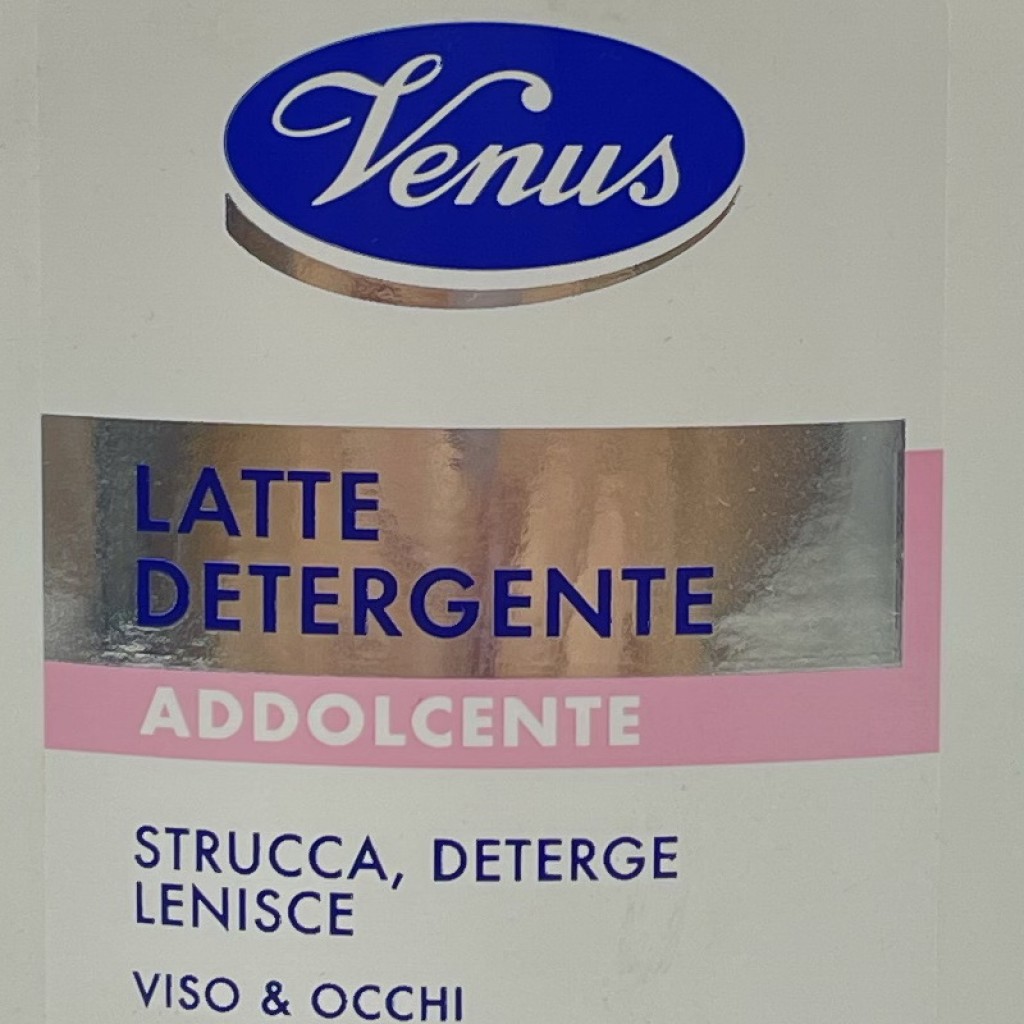 Venus
LATTE
DETERGENTE
ADDOLCENTE
STRUCCA, DETERGE
LENISCE
VISO & OCCHI